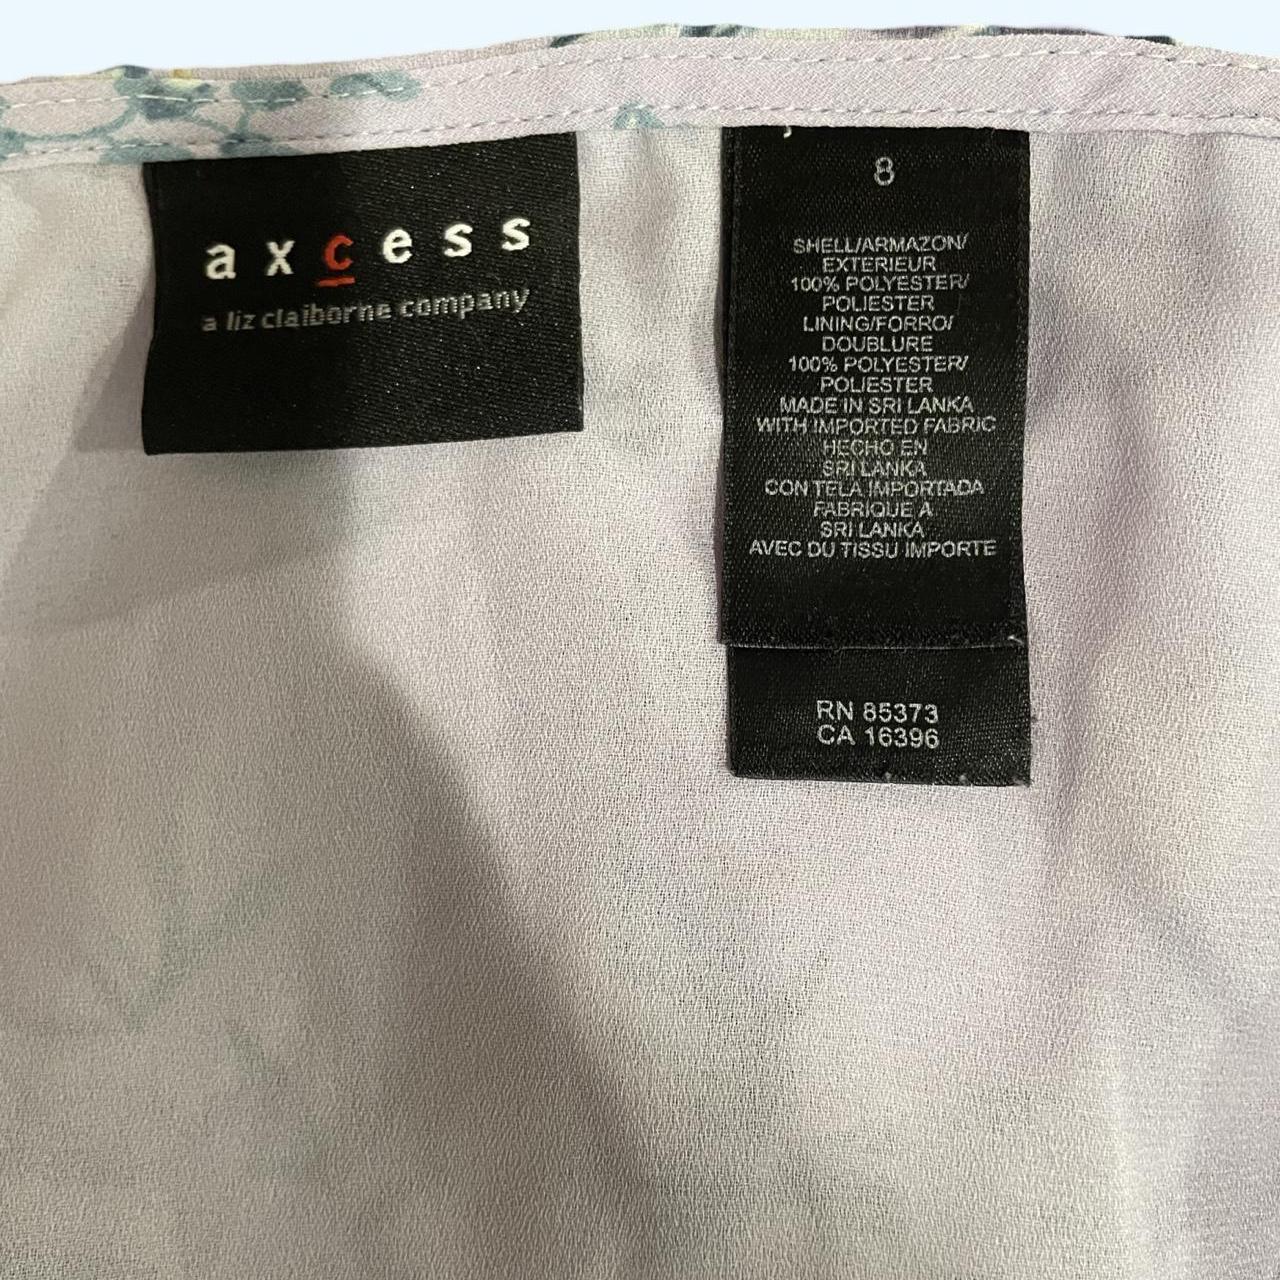 axcess
a liz claiborne company
8
SHELL/ARMAZON/
EXTERIEUR
100% POLYESTER/
POLIESTER
LINING/FORRO/
DOUBLURE
100% POLYESTER/
POLIESTER
MADE IN SRI LANKA
WITH IMPORTED FABRIC
HECHO EN
SRI LANKA
CON TELA IMPORTADA
FABRIQUE A
SRI LANKA
AVEC DU TISSU IMPORTE
RN 85373
CA 16396